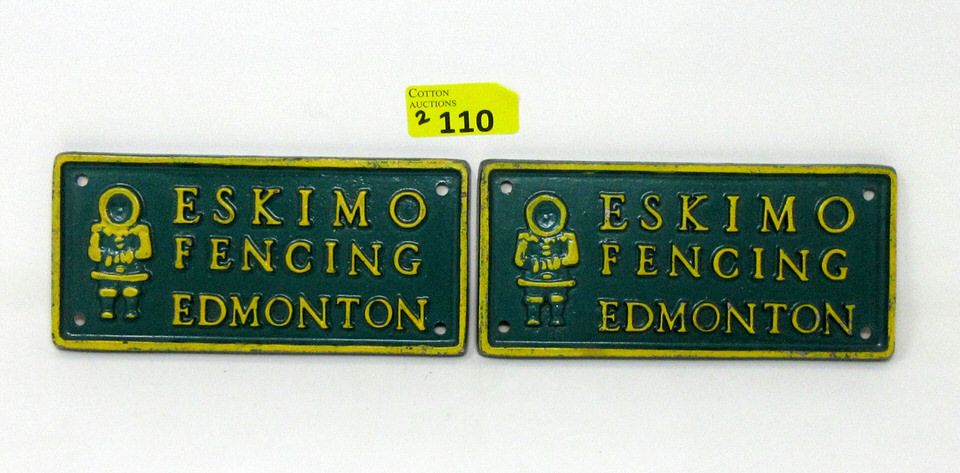 COTTON
AUCTIONS
2 110
ESKIMO
FENCING
EDMONTON
ESKIMO
FENCING
EDMONTON